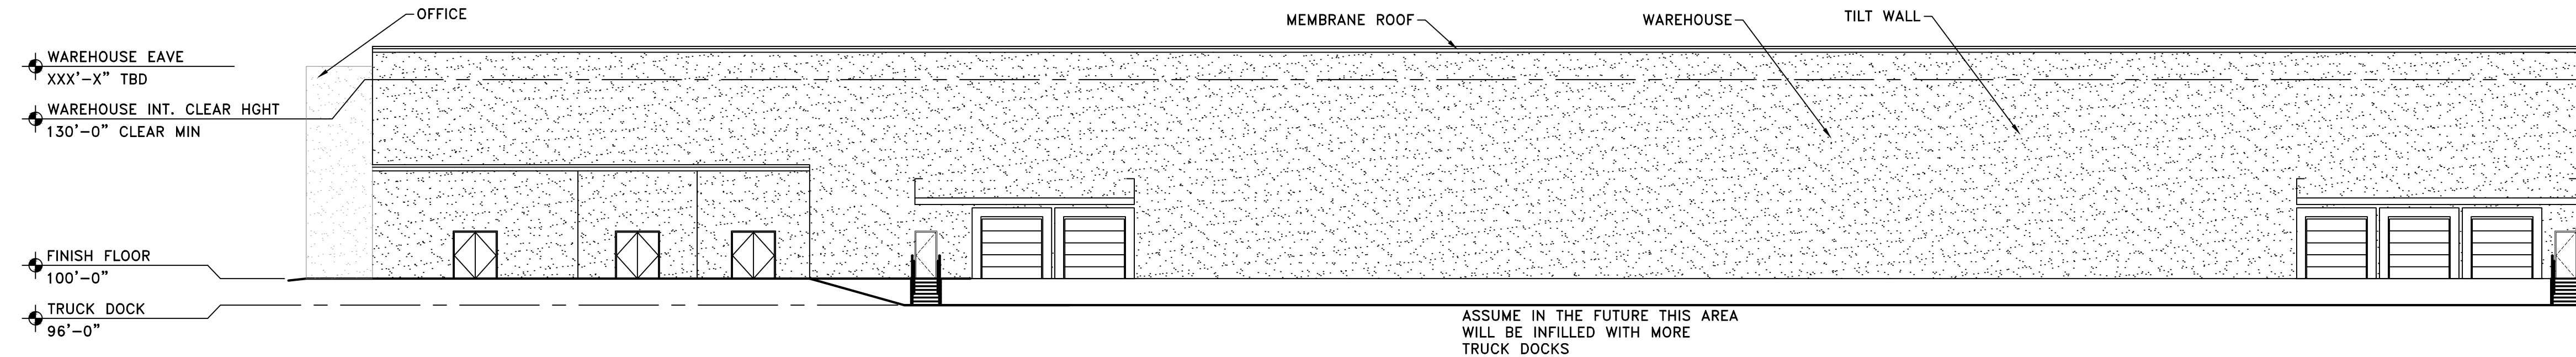 OFFICE
MEMBRANE ROOF
WAREHOUSE
TILT WALL
WAREHOUSE EAVE
XXX'-X" TBD
WAREHOUSE INT. CLEAR HGHT
130'-0" CLEAR MIN
FINISH FLOOR
100'-0"
TRUCK DOCK
96'-0"
ASSUME IN THE FUTURE THIS AREA
WILL BE INFILLED WITH MORE
TRUCK DOCKS